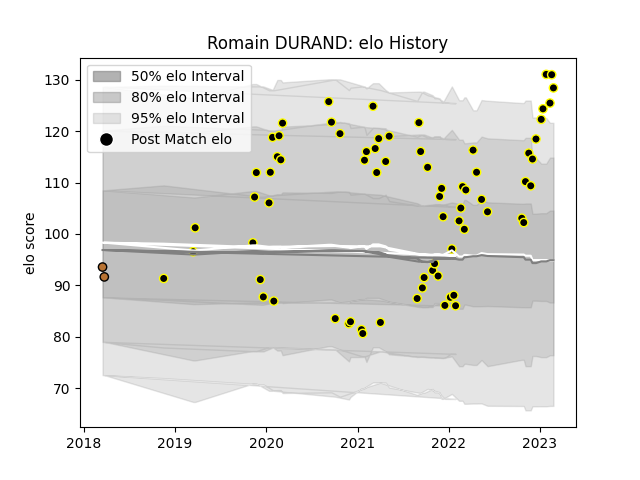 Romain DURAND: elo History
50% elo Interval
80% elo Interval
95% elo Interval
Post Match elo
elo score
130
120
110
100
90
80
70
2018
2019
2020
2021
2022
2023